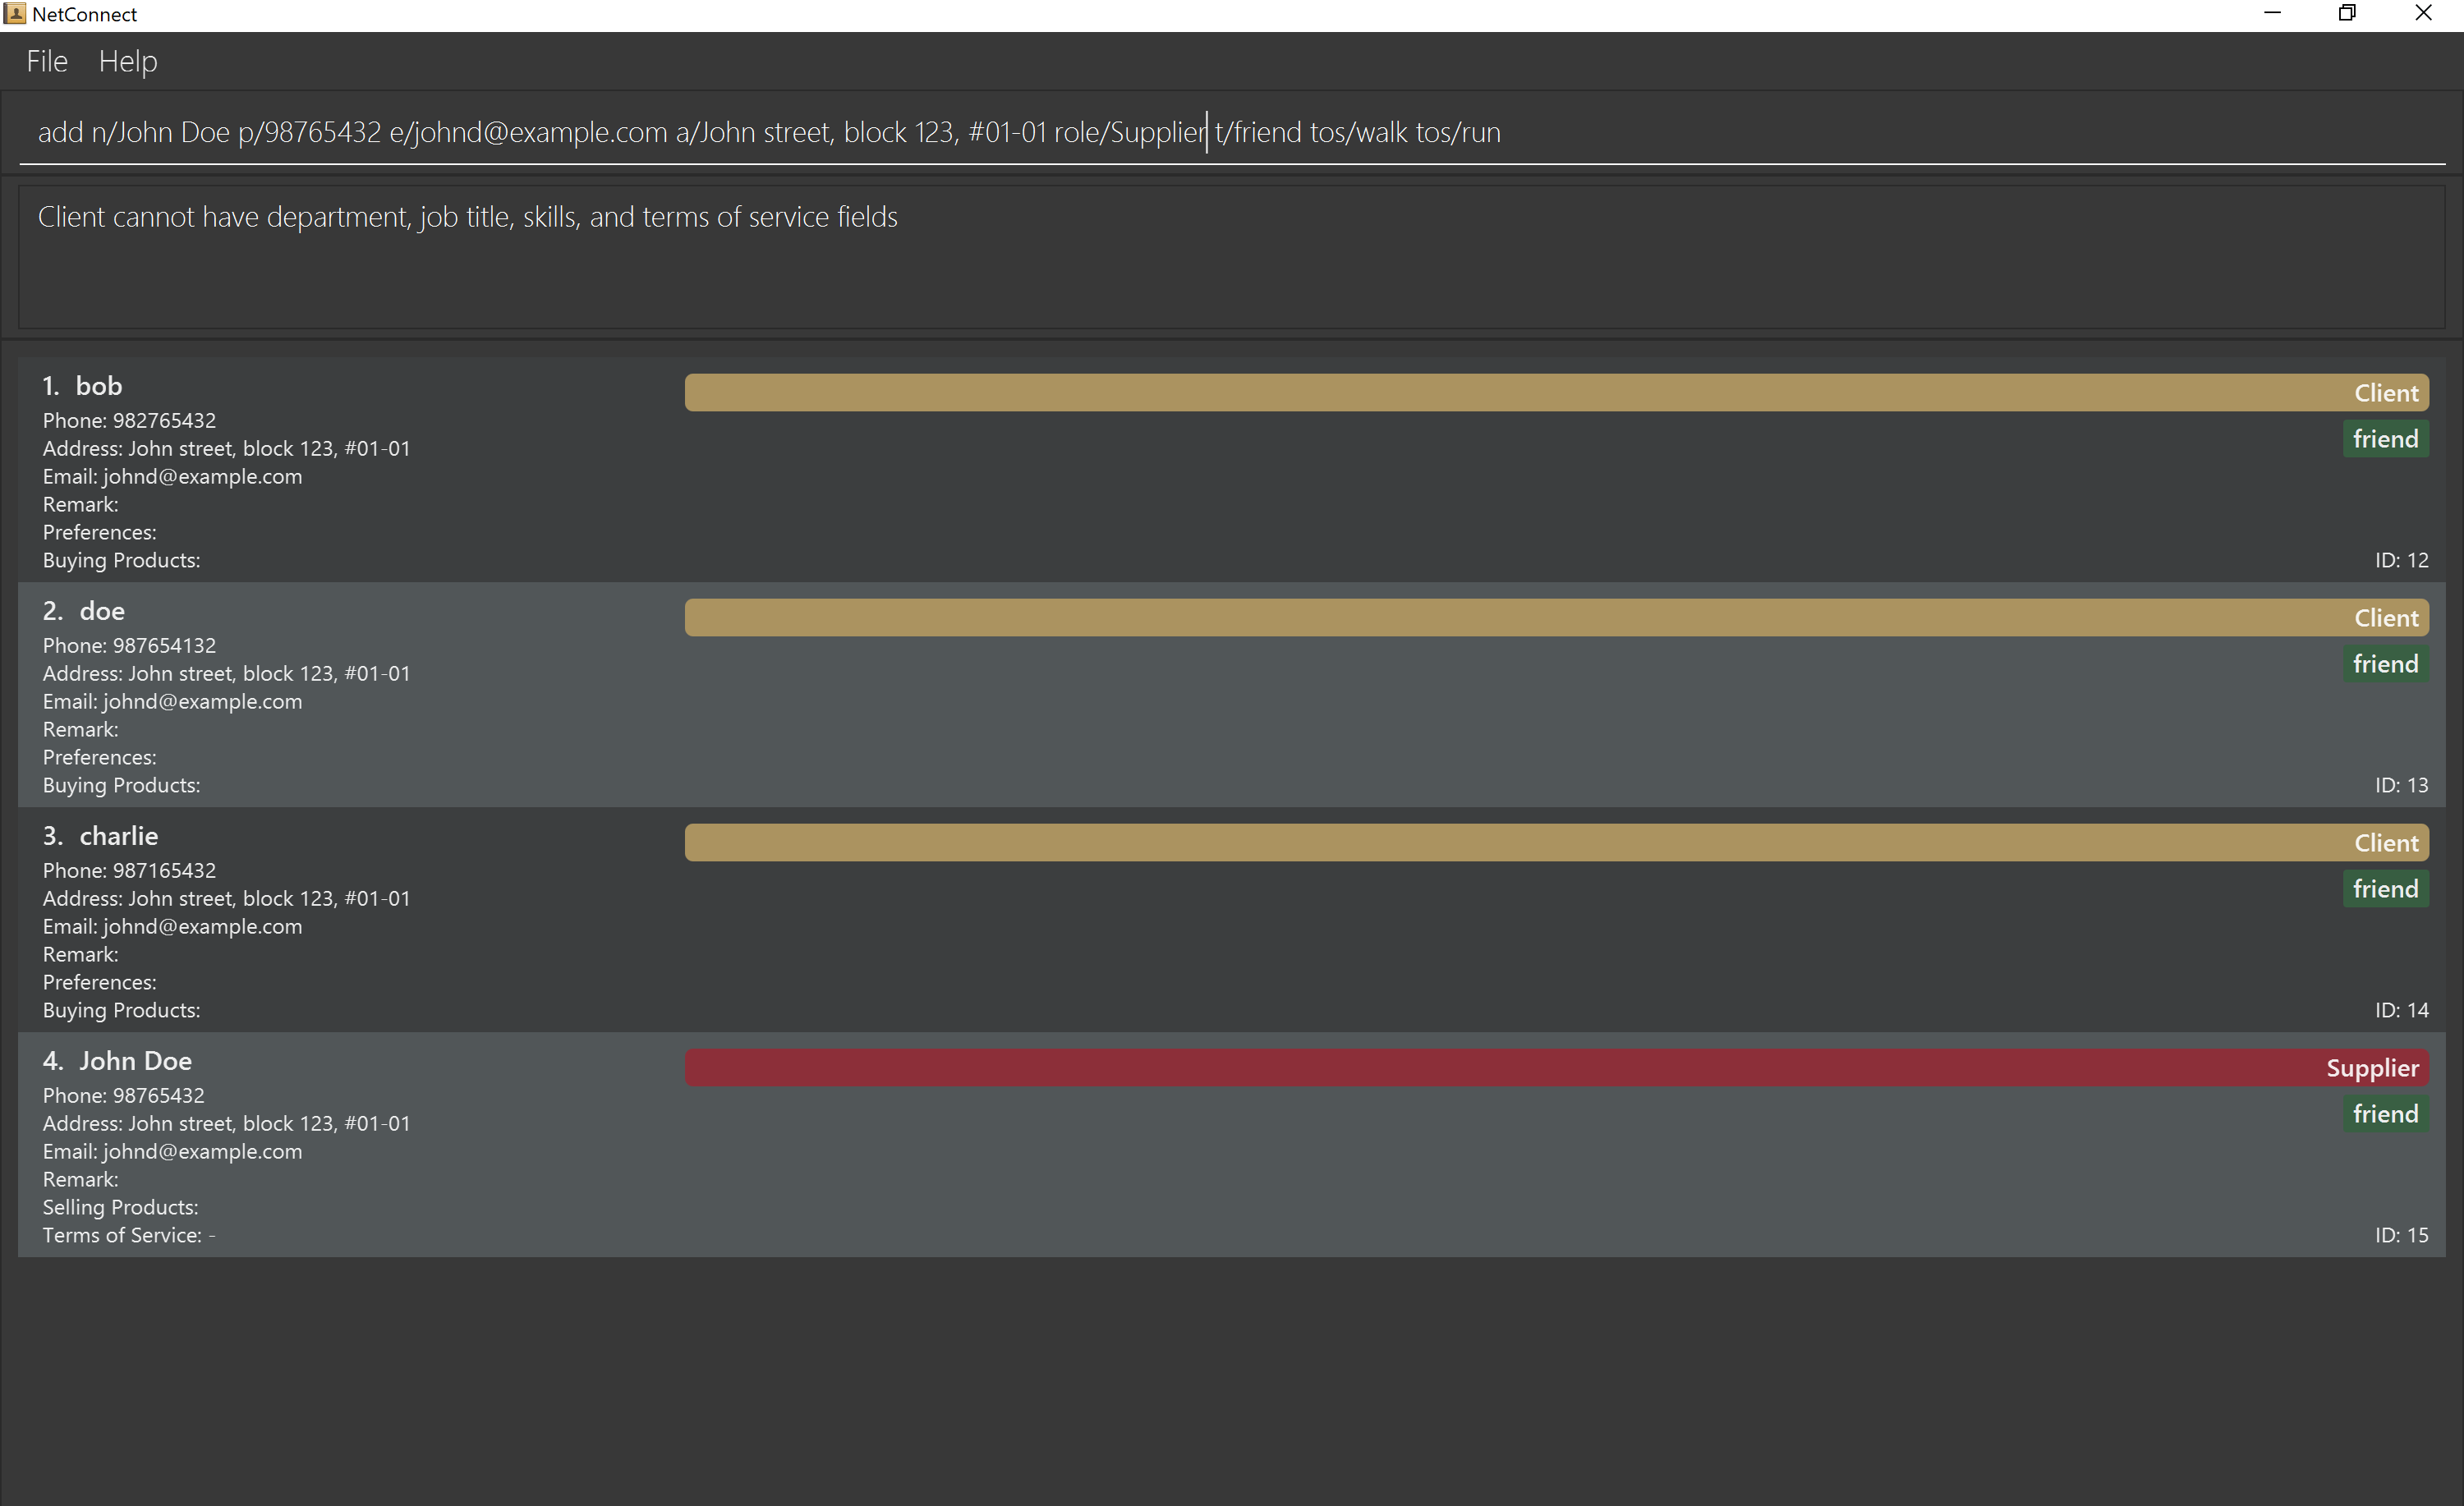 NetConnect
File Help
add n/John Doe p/98765432 e/johnd@example.com a/John street, block 123, #01-01 role/Supplier t/friend tos/walk tos/run
Client cannot have department, job title, skills, and terms of service fields
1. bob
Client
Phone: 982765432
friend
Address: John street, block 123, #01-01
Email: johnd@example.com
Remark:
Preferences:
Buying Products:
ID: 12
2. doe
Client
Phone: 987654132
friend
Address: John street, block 123, #01-01
Email: johnd@example.com
Remark:
Preferences:
Buying Products:
ID: 13
3. charlie
Client
Phone: 987165432
friend
Address: John street, block 123, #01-01
Email: johnd@example.com
Remark:
Preferences:
Buying Products:
ID: 14
4. John Doe
Supplier
Phone: 98765432
friend
Address: John street, block 123, #01-01
Email: johnd@example.com
Remark:
Selling Products:
Terms of Service: -
ID: 15